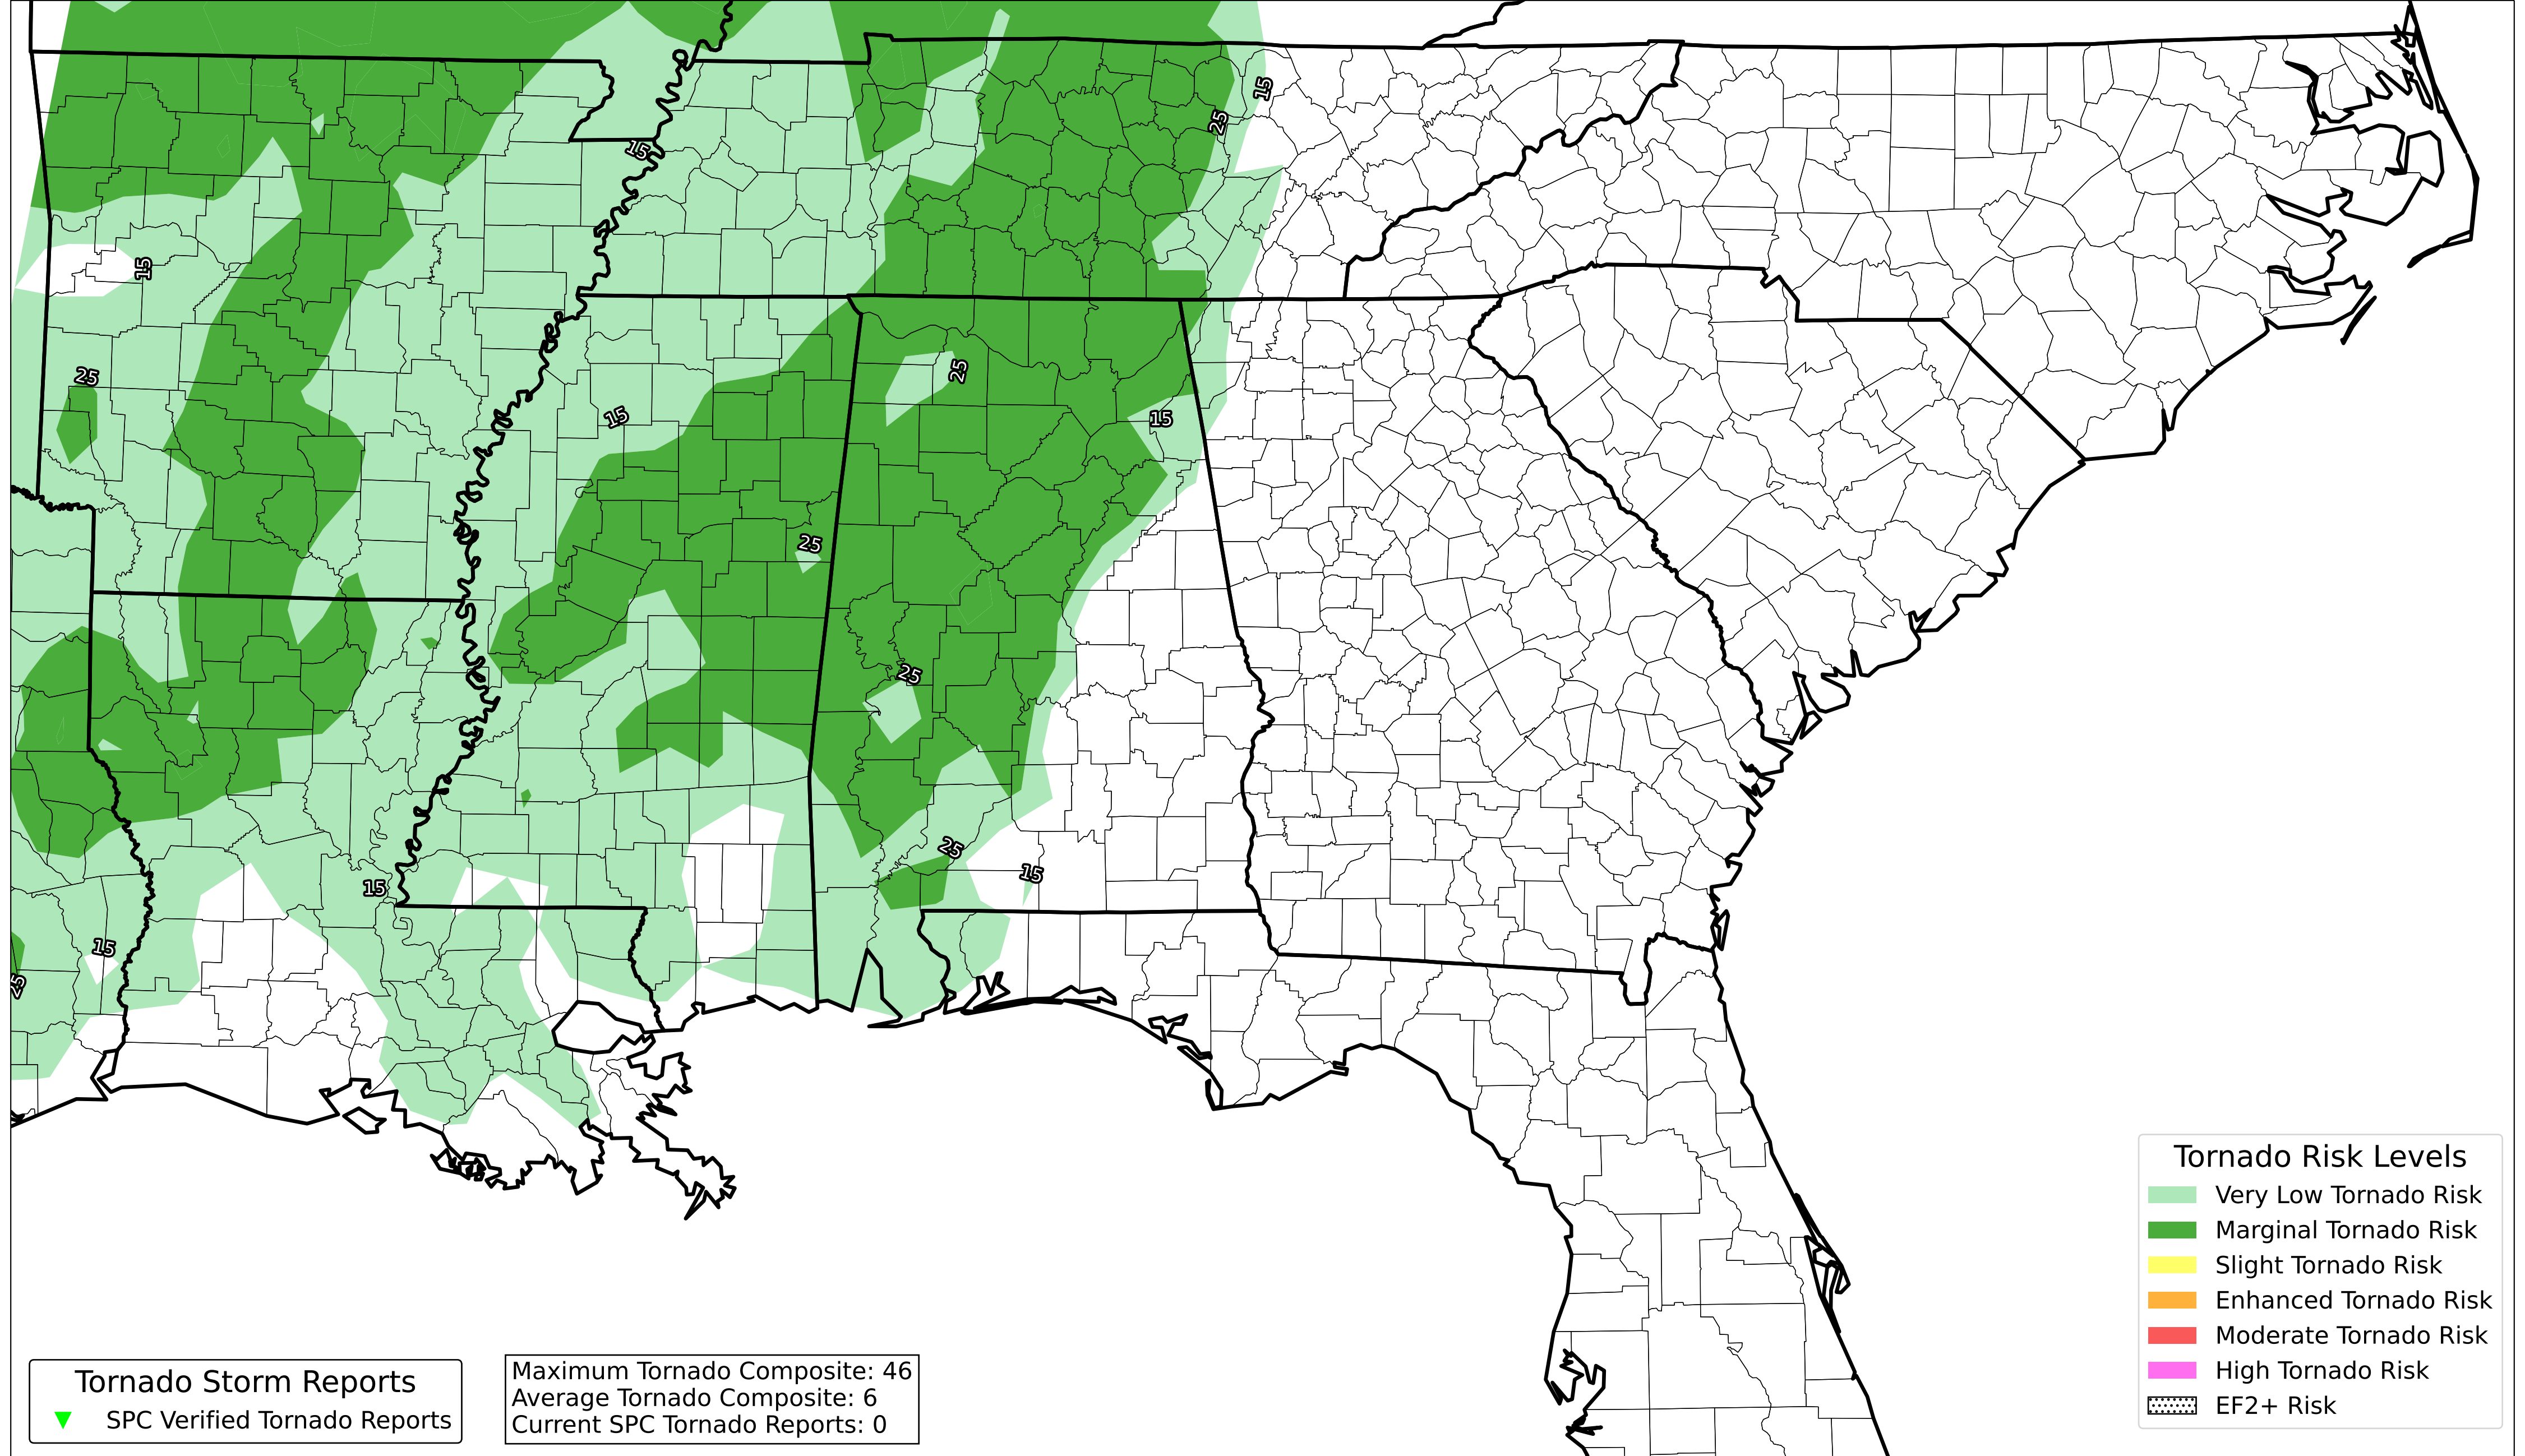 15
25
15
15
25
25
15
15
25
25
25
15
15
15
25
Tornado Risk Levels
Very Low Tornado Risk
Marginal Tornado Risk
Slight Tornado Risk
Enhanced Tornado Risk
Moderate Tornado Risk
High Tornado Risk
EF2+ Risk
Tornado Storm Reports
SPC Verified Tornado Reports
Maximum Tornado Composite: 46
Average Tornado Composite: 6
Current SPC Tornado Reports: 0